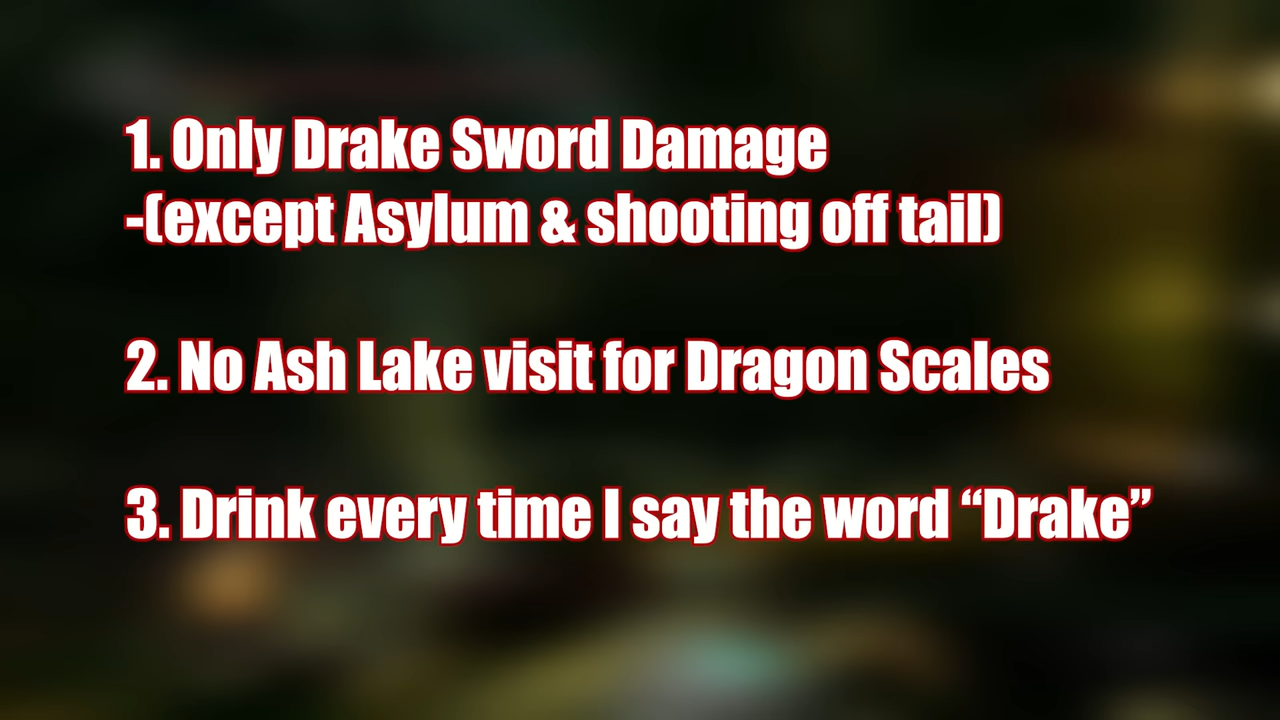 1. Only Drake Sword Damage
-(except Asylum & shooting off tail)
2. No Ash Lake visit for Dragon Scales
3. Drink every time I say the word “Drake”